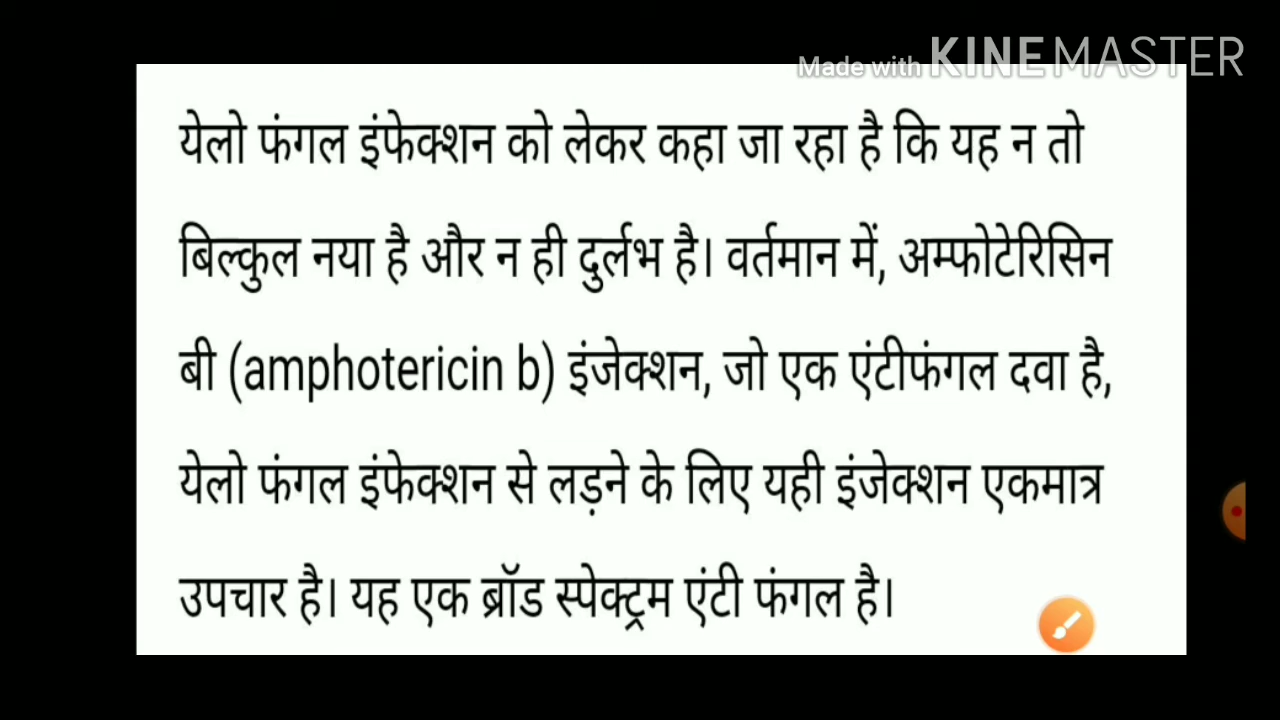 Made with KINEMASTER
येलो फंगल इंफेक्शन को लेकर कहा जा रहा है कि यह न तो
बिल्कुल नया है और न ही दुर्लभ है। वर्तमान में, अम्फोटेरिसिन
बी (amphotericin b) इंजेक्शन, जो एक एंटीफंगल दवा है,
येलो फंगल इंफेक्शन से लड़ने के लिए यही इंजेक्शन एकमात्र
उपचार है। यह एक ब्रॉड स्पेक्ट्रम एंटी फंगल है।